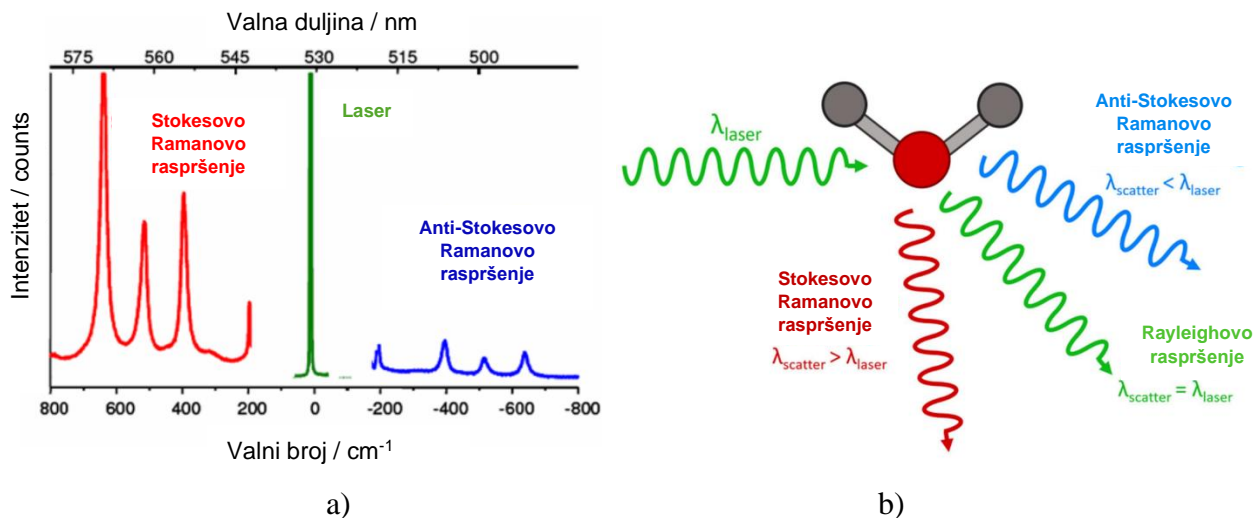 Valna duljina / nm
575 560 545 530 515 500
Intenzitet / counts
Stokesovo
Ramanovo
raspršenje
Laser
Anti-Stokesovo
Ramanovo
raspršenje
800 600 400 200 0 -200 -400 -600 -800
Valni broj / cm⁻¹
a)
λlaser
Anti-Stokesovo
Ramanovo
raspršenje
λscatter < λlaser
Stokesovo
Ramanovo
raspršenje
λscatter > λlaser
Rayleighovo
raspršenje
λscatter = λlaser
b)